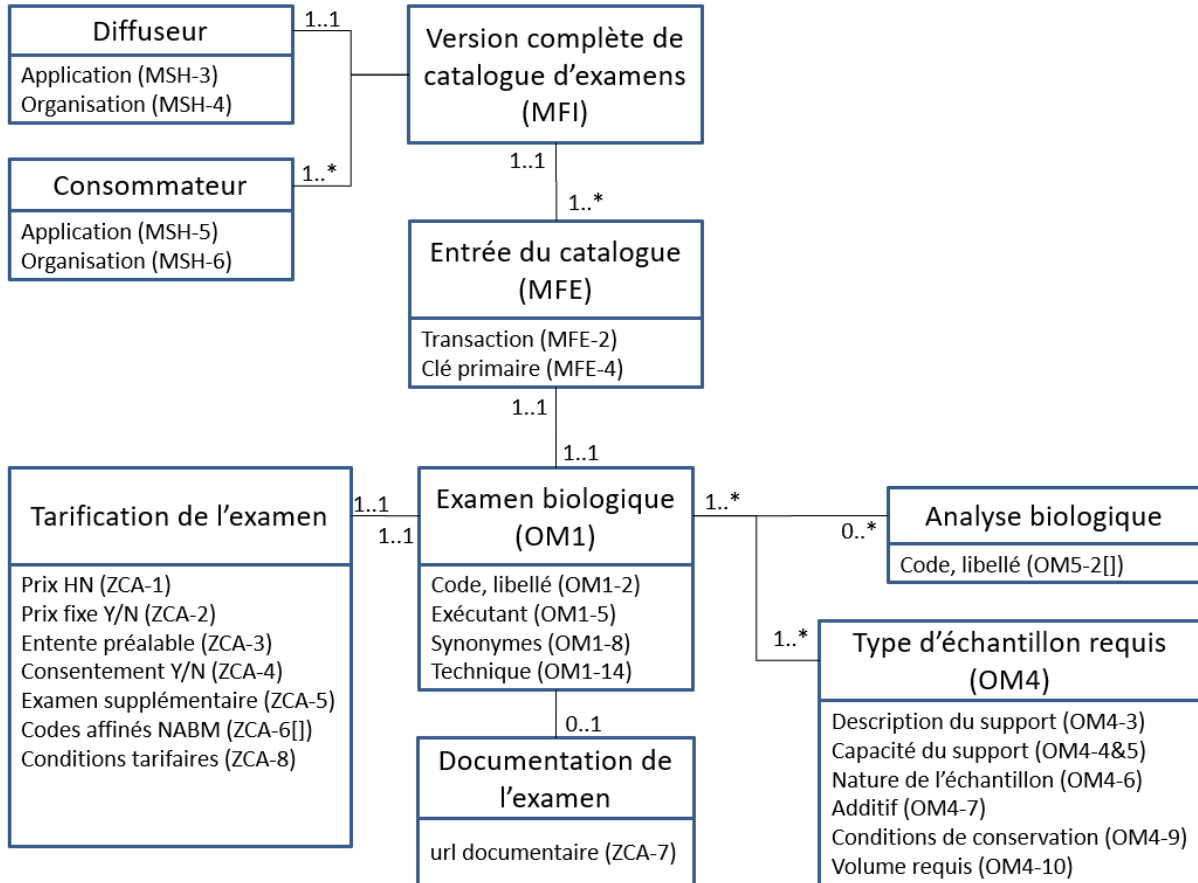 Diffuseur
Application (MSH-3)
Organisation (MSH-4)
1..1
Version complète de
catalogue d'examens
(MFI)
Consommateur
Application (MSH-5)
Organisation (MSH-6)
1..*
1..1
1..*
Entrée du catalogue
(MFE)
Transaction (MFE-2)
Clé primaire (MFE-4)
1..1
1..1
Tarification de l'examen
Prix HN (ZCA-1)
Prix fixe Y/N (ZCA-2)
Entente préalable (ZCA-3)
Consentement Y/N (ZCA-4)
Examen supplémentaire (ZCA-5)
Codes affinés NABM (ZCA-6[])
Conditions tarifaires (ZCA-8)
1..1
1..1
Examen biologique
(OM1)
Code, libellé (OM1-2)
Exécutant (OM1-5)
Synonymes (OM1-8)
Technique (OM1-14)
1..*
0..*
Analyse biologique
Code, libellé (OM5-2[])
1..*
Type d'échantillon requis
(OM4)
Description du support (OM4-3)
Capacité du support (OM4-4&5)
Nature de l'échantillon (OM4-6)
Additif (OM4-7)
Conditions de conservation (OM4-9)
Volume requis (OM4-10)
0..1
Documentation de
l'examen
url documentaire (ZCA-7)